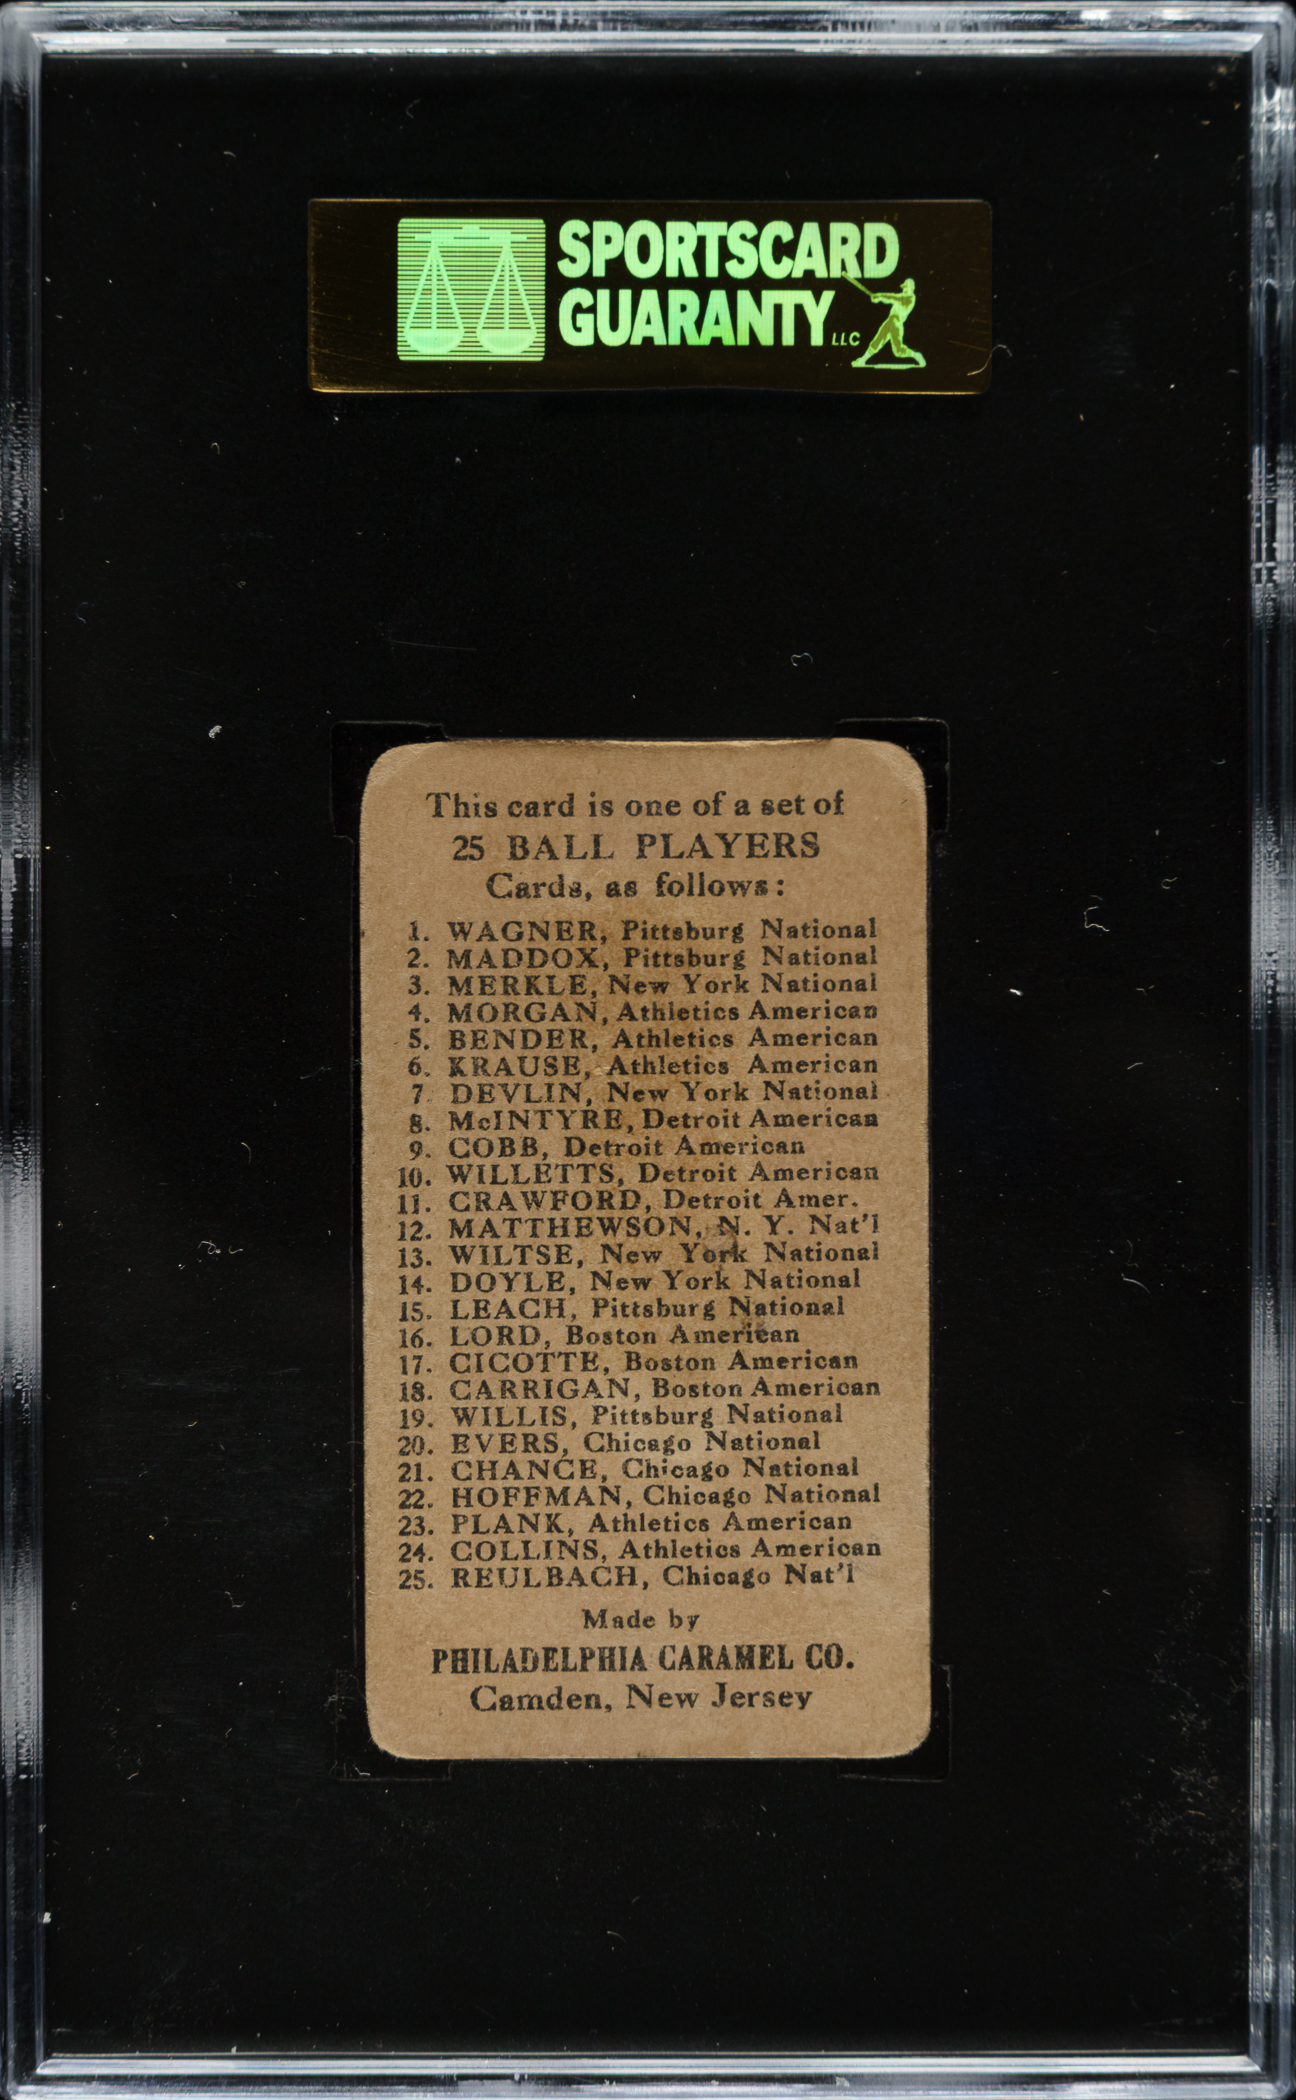 SPORTSCARD
GUARANTY LLC
This card is one of a set of
25 BALL PLAYERS
Cards, as follows:
1. WAGNER, Pittsburg National
2. MADDOX, Pittsburg National
3. MERKLE, New York National
4. MORGAN, Athletics American
5. BENDER, Athletics American
6. KRAUSE, Athletics American
7. DEVLIN, New York National
8. McINTYRE, Detroit American
9. COBB, Detroit American
10. WILLETTS, Detroit American
11. CRAWFORD, Detroit Amer.
12. MATTHEWSON, N. Y. Nat'l
13. WILTSE, New York National
14. DOYLE, New York National
15. LEACH, Pittsburg National
16. LORD, Boston American
17. CICOTTE, Boston American
18. CARRIGAN, Boston American
19. WILLIS, Pittsburg National
20. EVERS, Chicago National
21. CHANCE, Chicago National
22. HOFFMAN, Chicago National
23. PLANK, Athletics American
24. COLLINS, Athletics American
25. REULBACH, Chicago Nat'l
Made by
PHILADELPHIA CARAMEL CO.
Camden, New Jersey